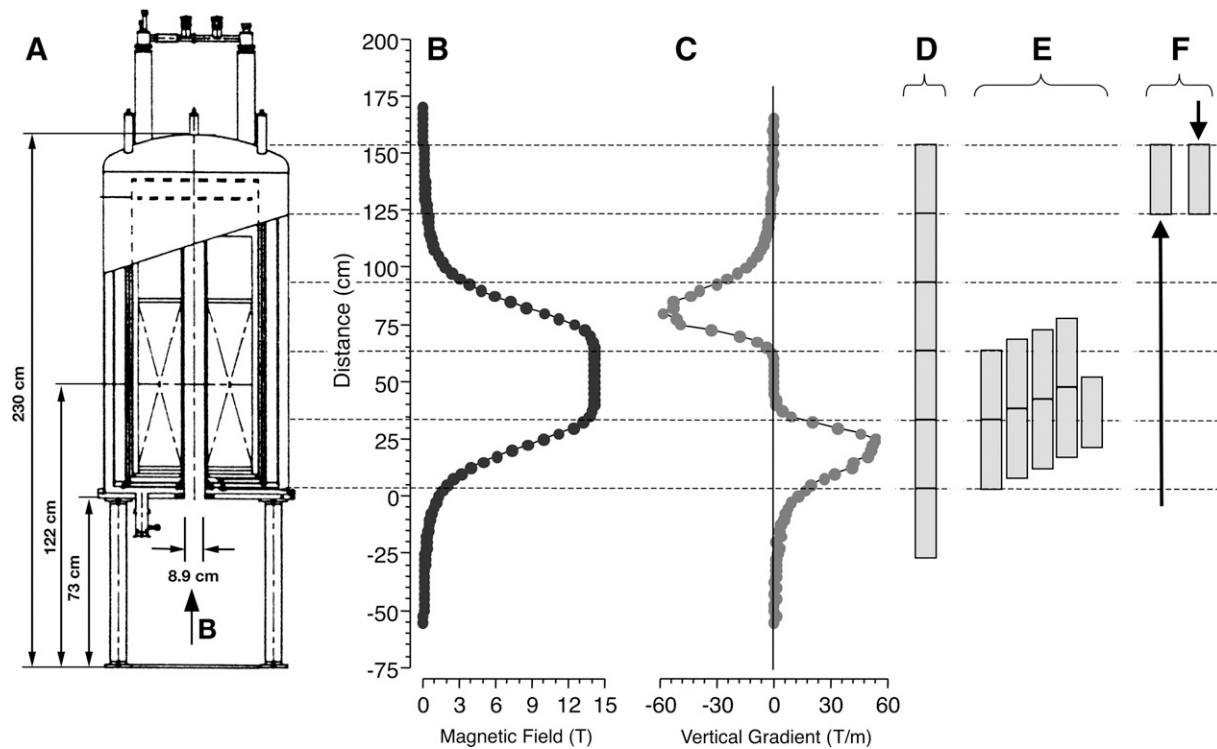 A
B
C
D
E
F
230 cm
122 cm
73 cm
8.9 cm
B
Distance (cm)
200
175
150
125
100
75
50
25
0
-25
-50
-75
0 3 6 9 12 15
Magnetic Field (T)
-60 -30 0 30 60
Vertical Gradient (T/m)